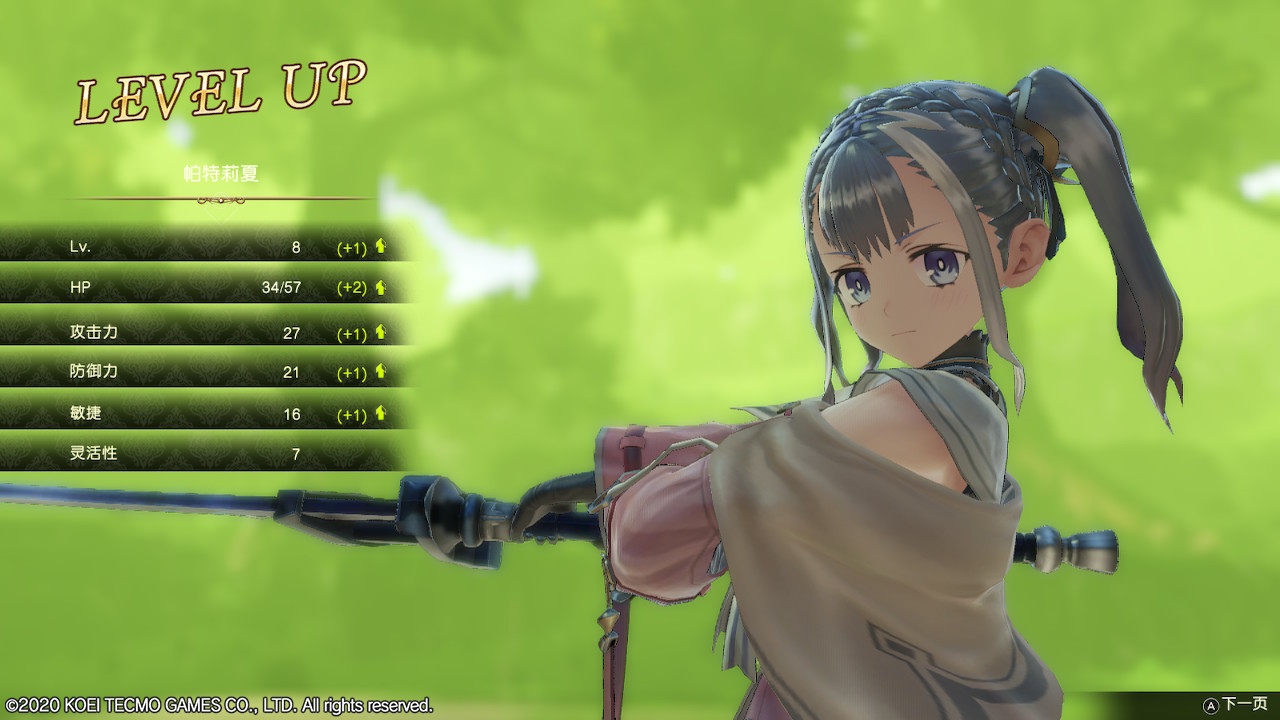 LEVEL UP
帕特莉夏
Lv. 8 (+1)
HP 34/57 (+2)
攻击力 27 (+1)
防御力 21 (+1)
敏捷 16 (+1)
灵活性 7
©2020 KOEI TECMO GAMES CO., LTD. All rights reserved.
A 下一页